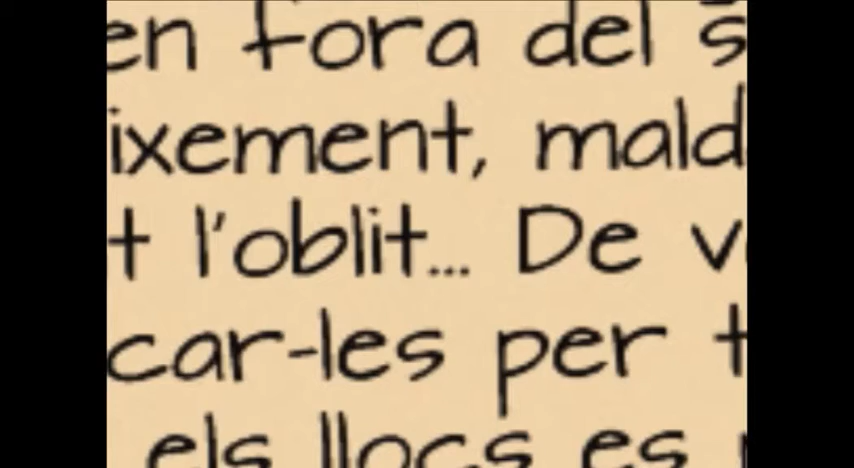 en fora del s
ixement, mald
t l'oblit... De v
car-les per t
els llocs es